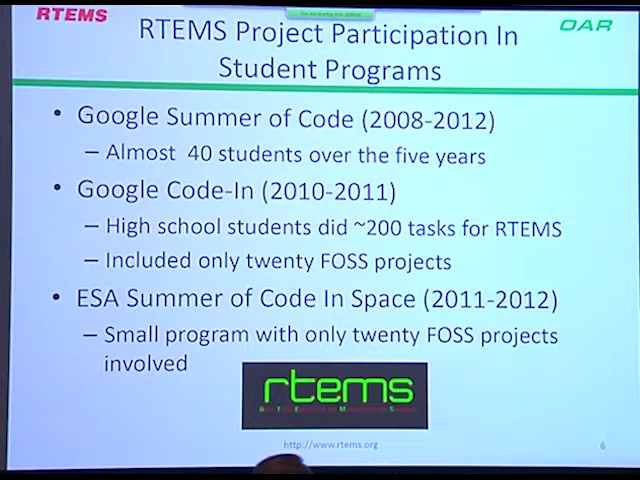 RTEMS
OAR
RTEMS Project Participation In
Student Programs
• Google Summer of Code (2008-2012)
– Almost 40 students over the five years
• Google Code-In (2010-2011)
– High school students did ~200 tasks for RTEMS
– Included only twenty FOSS projects
• ESA Summer of Code In Space (2011-2012)
– Small program with only twenty FOSS projects
involved
rtems
http://www.rtems.org
6